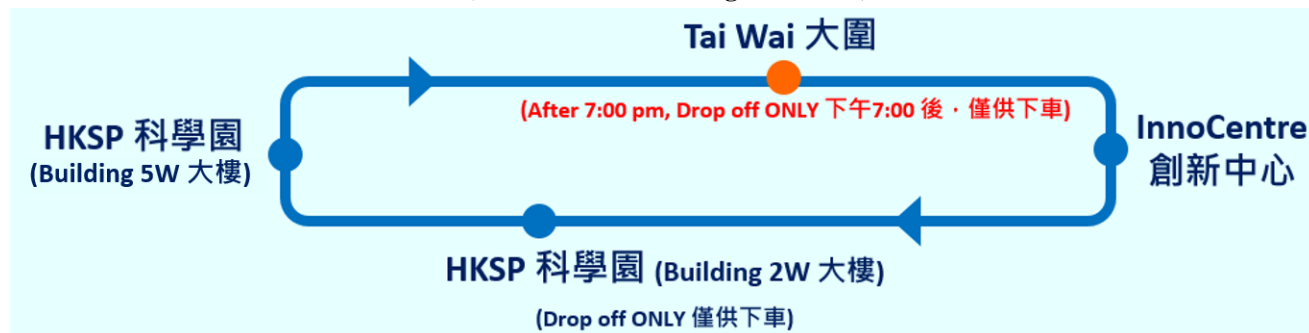 Tai Wai 大圍
(After 7:00 pm, Drop off ONLY 下午7:00 後，僅供下車)
HKSP 科學園
(Building 5W 大樓)
InnoCentre
創新中心
HKSP 科學園 (Building 2W 大樓)
(Drop off ONLY 僅供下車)